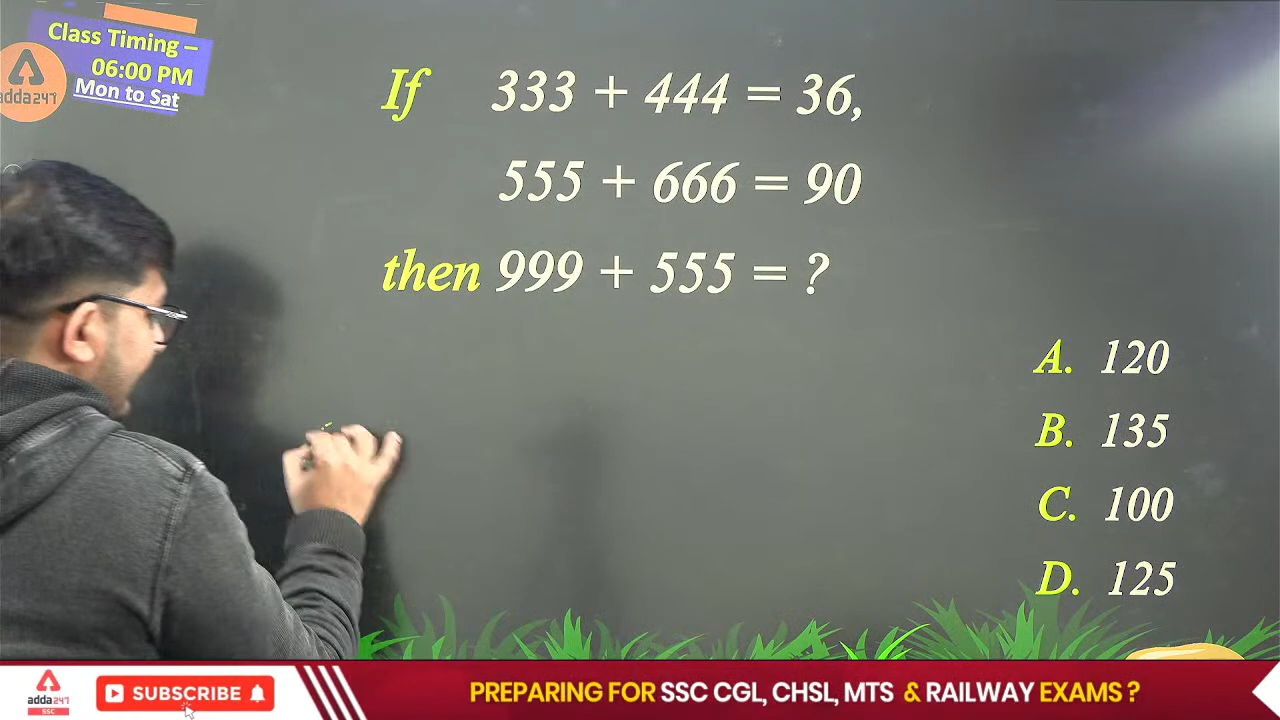 Class Timing –
06:00 PM
Mon to Sat
adda247
If 333 + 444 = 36,
555 + 666 = 90
then 999 + 555 = ?
A. 120
B. 135
C. 100
D. 125
adda247
SSC
SUBSCRIBE
PREPARING FOR SSC CGL, CHSL, MTS & RAILWAY EXAMS ?